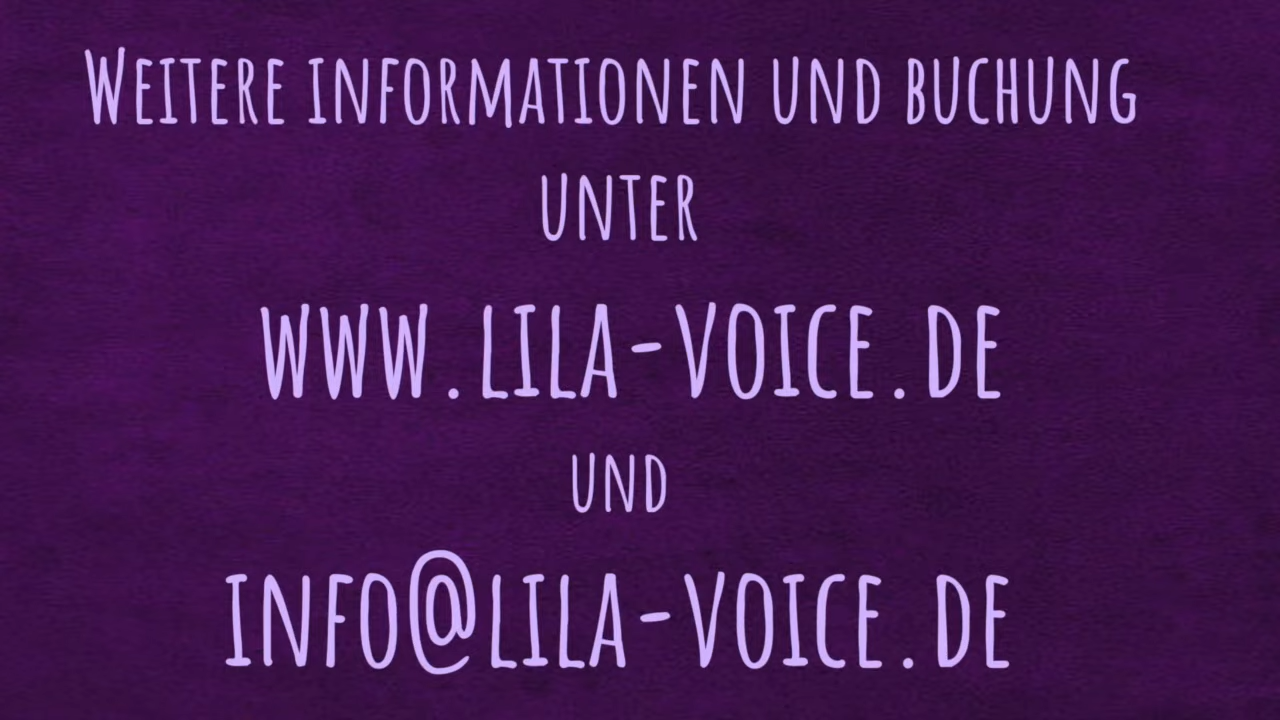 Weitere informationen und buchung
unter
www.lila-voice.de
und
info@lila-voice.de